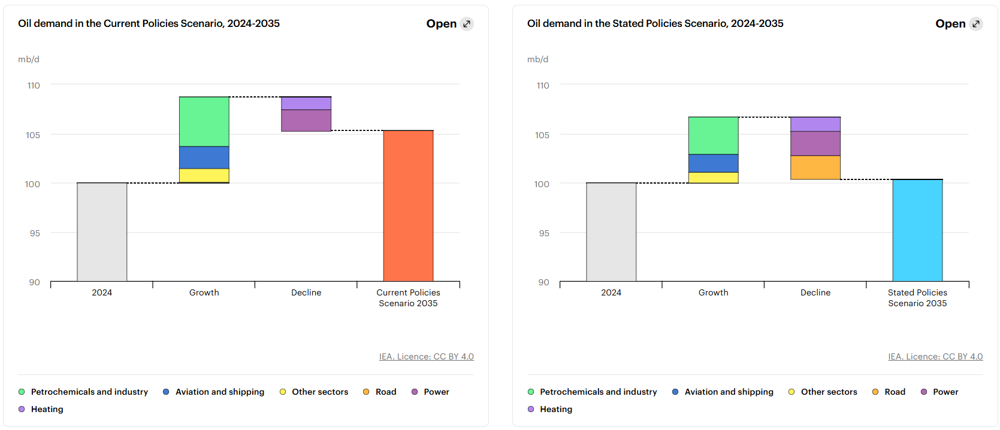 Oil demand in the Current Policies Scenario, 2024-2035
Open
mb/d
110
105
100
95
90
2024
Growth
Decline
Current Policies
Scenario 2035
IEA. Licence: CC BY 4.0
Petrochemicals and industry
Aviation and shipping
Other sectors
Road
Power
Heating
Oil demand in the Stated Policies Scenario, 2024-2035
Open
mb/d
110
105
100
95
90
2024
Growth
Decline
Stated Policies
Scenario 2035
IEA. Licence: CC BY 4.0
Petrochemicals and industry
Aviation and shipping
Other sectors
Road
Power
Heating